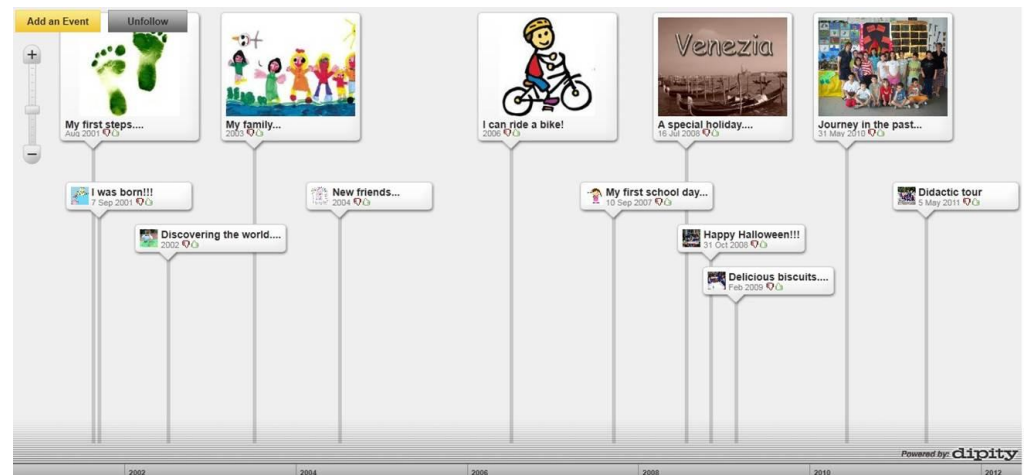 Add an Event
Unfollow
My first steps....
Aug 2001
My family...
2003
I can ride a bike!
2006
Venezia
A special holiday....
16 Jul 2008
Journey in the past...
31 May 2010
I was born!!!
7 Sep 2001
New friends...
2004
My first school day...
10 Sep 2007
Didactic tour
5 May 2011
Discovering the world....
2002
Happy Halloween!!!
31 Oct 2008
Delicious biscuits....
Feb 2009
Powered by: dipity
2002
2004
2006
2008
2010
2012